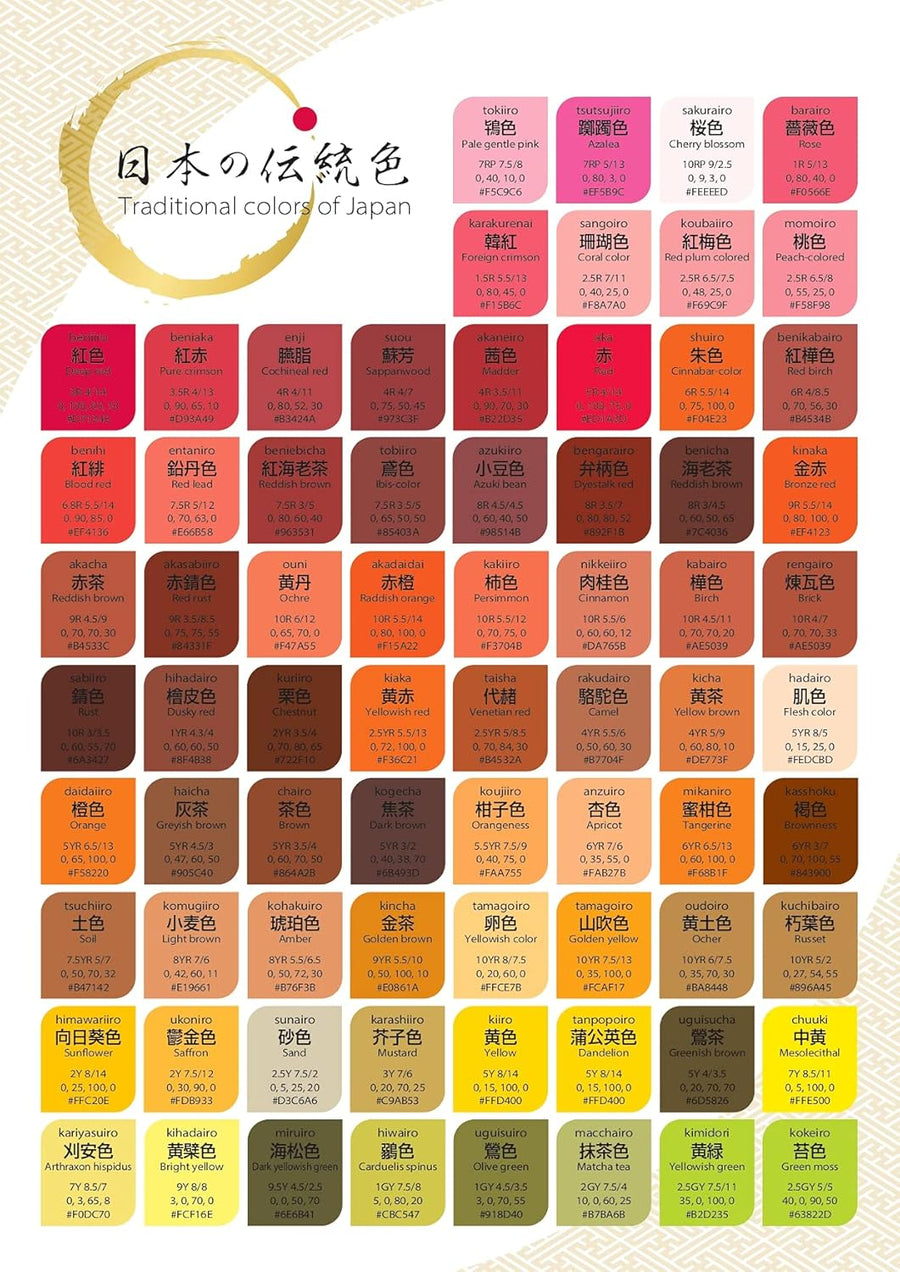 日本の伝統色
Traditional colors of Japan
tokiiro
鴇色
Pale gentle pink
7RP 7.5/8
0, 40, 10, 0
#F5C9C6
tsutsujiiro
躑躅色
Azalea
7RP 5/13
0, 80, 3, 0
#EF5B9C
sakurairo
桜色
Cherry blossom
10RP 9/2.5
0, 9, 3, 0
#FEEEED
barairo
薔薇色
Rose
1R 5/13
0, 80, 40, 0
#F0566E
karakurenai
韓紅
Foreign crimson
1.5R 5.5/13
0, 80, 45, 0
#F15B6C
sangoiro
珊瑚色
Coral color
2.5R 7/11
0, 40, 25, 0
#F8A7A0
koubaiiro
紅梅色
Red plum colored
2.5R 6.5/7.5
0, 48, 25, 0
#F69C9F
momoiro
桃色
Peach-colored
2.5R 6.5/8
0, 55, 25, 0
#F58F98
紅色
Deep red
beniaka
紅赤
Pure crimson
3.5R 4/13
0, 90, 65, 10
#D93A49
enji
臙脂
Cochineal red
4R 4/11
0, 80, 52, 30
#B3424A
suou
蘇芳
Sappanwood
4R 4/7
0, 75, 50, 45
#973C3F
akaneiro
茜色
Madder
4R 3.5/11
0, 90, 70, 30
#B22D35
aka
赤
Red
5R 4/14
shuiro
朱色
Cinnabar-color
6R 5.5/14
0, 75, 100, 0
#F04E23
benikabairo
紅樺色
Red birch
6R 4/8.5
0, 70, 56, 30
#B4534B
benihi
紅緋
Blood red
6.8R 5.5/14
0, 90, 85, 0
#EF4136
entaniro
鉛丹色
Red lead
7.5R 5/12
0, 70, 63, 0
#E66B58
beniebicha
紅海老茶
Reddish brown
7.5R 3/5
0, 80, 60, 40
#963531
tobiiro
鳶色
Ibis-color
7.5R 3.5/5
0, 65, 50, 50
#85403A
azukiiro
小豆色
Azuki bean
8R 4.5/4.5
0, 60, 40, 50
#98514B
bengarairo
弁柄色
Dyestalk red
8R 3.5/7
0, 80, 80, 52
#892F1B
benicha
海老茶
Reddish brown
8R 3/4.5
0, 60, 50, 65
#7C4036
kinaka
金赤
Bronze red
9R 5.5/14
0, 80, 100, 0
#EF4123
akacha
赤茶
Reddish brown
9R 4.5/9
0, 70, 70, 30
#B4533C
akasabiiro
赤錆色
Red rust
9R 3.5/8.5
0, 75, 75, 55
#84331F
ouni
黄丹
Ochre
10R 6/12
0, 65, 70, 0
#F47A55
akadaidai
赤橙
Raddish orange
10R 5.5/14
0, 80, 100, 0
#F15A22
kakiiro
柿色
Persimmon
10R 5.5/12
0, 70, 75, 0
#F3704B
nikkeiiro
肉桂色
Cinnamon
10R 5.5/6
0, 60, 60, 12
#DA765B
kabairo
樺色
Birch
10R 4.5/11
0, 70, 70, 20
#AE5039
rengairo
煉瓦色
Brick
10R 4/7
0, 70, 70, 33
#AE5039
sabiiro
錆色
Rust
10R 3/3.5
0, 60, 55, 70
#6A3427
hihadairo
檜皮色
Dusky red
1YR 4.3/4
0, 60, 60, 50
#8F4B38
kuriiro
栗色
Chestnut
2YR 3.5/4
0, 70, 80, 65
#722F10
kiaka
黄赤
Yellowish red
2.5YR 5.5/13
0, 72, 100, 0
#F36C21
taisha
代赭
Venetian red
2.5YR 5/8.5
0, 70, 84, 30
#B4532A
rakudairo
駱駝色
Camel
4YR 5.5/6
0, 50, 60, 30
#B7704F
kicha
黄茶
Yellow brown
4YR 5/9
0, 60, 80, 10
#DE773F
hadairo
肌色
Flesh color
5YR 8/5
0, 15, 25, 0
#FEDCBD
daidaiiro
橙色
Orange
5YR 6.5/13
0, 65, 100, 0
#F58220
haicha
灰茶
Greyish brown
5YR 4.5/3
0, 47, 60, 50
#905C40
chairo
茶色
Brown
5YR 3.5/4
0, 60, 70, 50
#864A2B
kogecha
焦茶
Dark brown
5YR 3/2
0, 40, 38, 70
#6B493D
koujiiro
柑子色
Orangeness
5.5YR 7.5/9
0, 40, 75, 0
#FAA755
anzuiro
杏色
Apricot
6YR 7/6
0, 35, 55, 0
#FAB27B
mikaniro
蜜柑色
Tangerine
6YR 6.5/13
0, 60, 100, 0
#F68B1F
kasshoku
褐色
Brownness
6YR 3/7
0, 70, 100, 55
#843900
tsuchiiro
土色
Soil
7.5YR 5/7
0, 50, 70, 32
#B47142
komugiiro
小麦色
Light brown
8YR 7/6
0, 42, 60, 11
#E19661
kohakuiro
琥珀色
Amber
8YR 5.5/6.5
0, 50, 72, 30
#B76F3B
kincha
金茶
Golden brown
9YR 5.5/10
0, 50, 100, 10
#E0861A
tamagoiro
卵色
Yellowish color
10YR 8/7.5
0, 20, 60, 0
#FFCE7B
tamagoiro
山吹色
Golden yellow
10YR 7.5/13
0, 35, 100, 0
#FCAF17
oudoiro
黄土色
Ocher
10YR 6/7.5
0, 35, 70, 30
#BA8448
kuchibairo
朽葉色
Russet
10YR 5/2
0, 27, 54, 55
#896A45
himawariiro
向日葵色
Sunflower
2Y 8/14
0, 25, 100, 0
#FFC20E
ukoniro
鬱金色
Saffron
2Y 7.5/12
0, 30, 90, 0
#FDB933
sunairo
砂色
Sand
2.5Y 7.5/2
0, 5, 25, 20
#D3C6A6
karashiiro
芥子色
Mustard
3Y 7/6
0, 20, 70, 25
#C9AB53
kiiro
黄色
Yellow
5Y 8/14
0, 15, 100, 0
#FFD400
tanpopoiro
蒲公英色
Dandelion
5Y 8/14
0, 15, 100, 0
#FFD400
uguisucha
鶯茶
Greenish brown
5Y 4/3.5
0, 20, 70, 70
#6D5826
chuuki
中黄
Mesolecithal
7Y 8.5/11
0, 5, 100, 0
#FFE500
kariyasuiro
刈安色
Arthraxon hispidus
7Y 8.5/7
0, 3, 65, 8
#F0DC70
kihadairo
黄檗色
Bright yellow
9Y 8/8
3, 0, 70, 0
#FCF16E
miruiro
海松色
Dark yellowish green
9.5Y 4.5/2.5
0, 0, 50, 70
#6E6B41
hiwairo
鶸色
Carduelis spinus
1GY 7.5/8
5, 0, 80, 20
#CBC547
uguisuiro
鶯色
Olive green
1GY 4.5/3.5
3, 0, 70, 55
#918D40
macchairo
抹茶色
Matcha tea
2GY 7.5/4
10, 0, 60, 25
#B7BA6B
kimidori
黄緑
Yellowish green
2.5GY 7.5/11
35, 0, 100, 0
#B2D235
kokeiro
苔色
Green moss
2.5GY 5/5
40, 0, 90, 50
#63822D